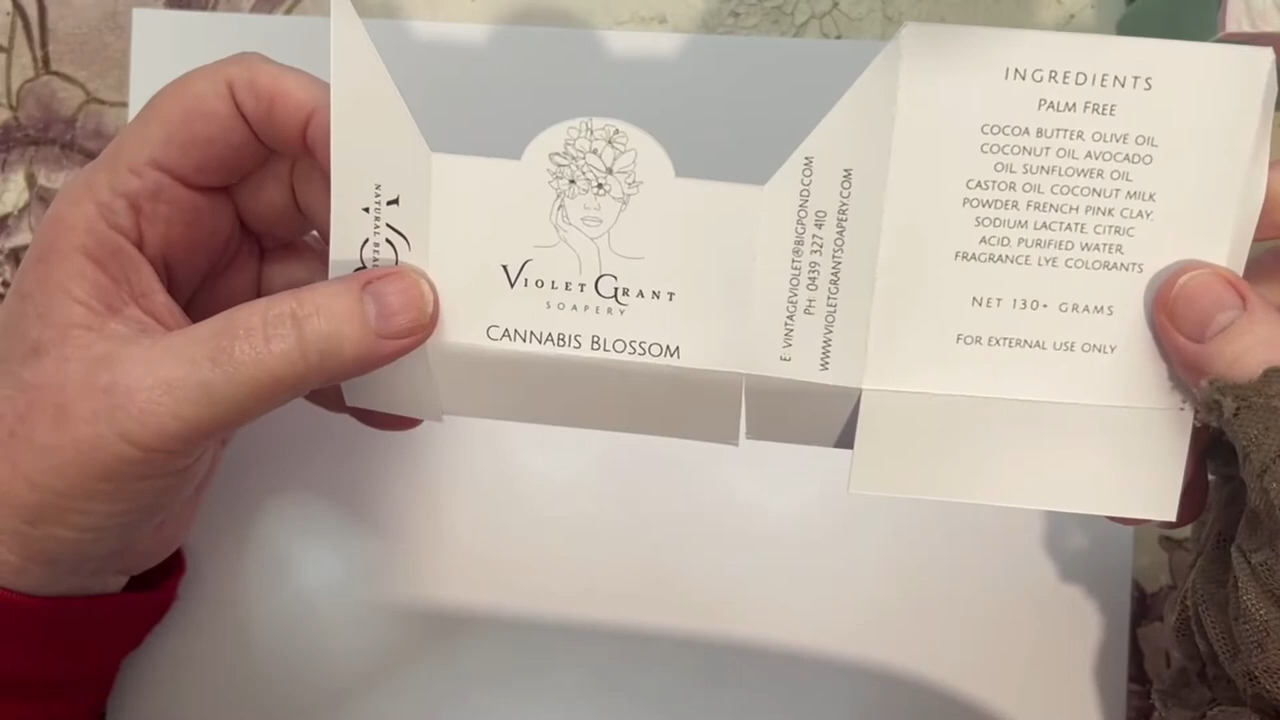 NATURAL
VIOLET GRANT
SOAPERY
CANNABIS BLOSSOM
E: VINTAGEVIOLET@BIGPOND.COM
PH: 0439 327 410
WWW.VIOLETGRANTSOAPERY.COM
INGREDIENTS
PALM FREE
COCOA BUTTER, OLIVE OIL,
COCONUT OIL, AVOCADO
OIL, SUNFLOWER OIL,
CASTOR OIL, COCONUT MILK
POWDER, FRENCH PINK CLAY,
SODIUM LACTATE, CITRIC
ACID, PURIFIED WATER,
FRAGRANCE, LYE, COLORANTS
NET 130+ GRAMS
FOR EXTERNAL USE ONLY